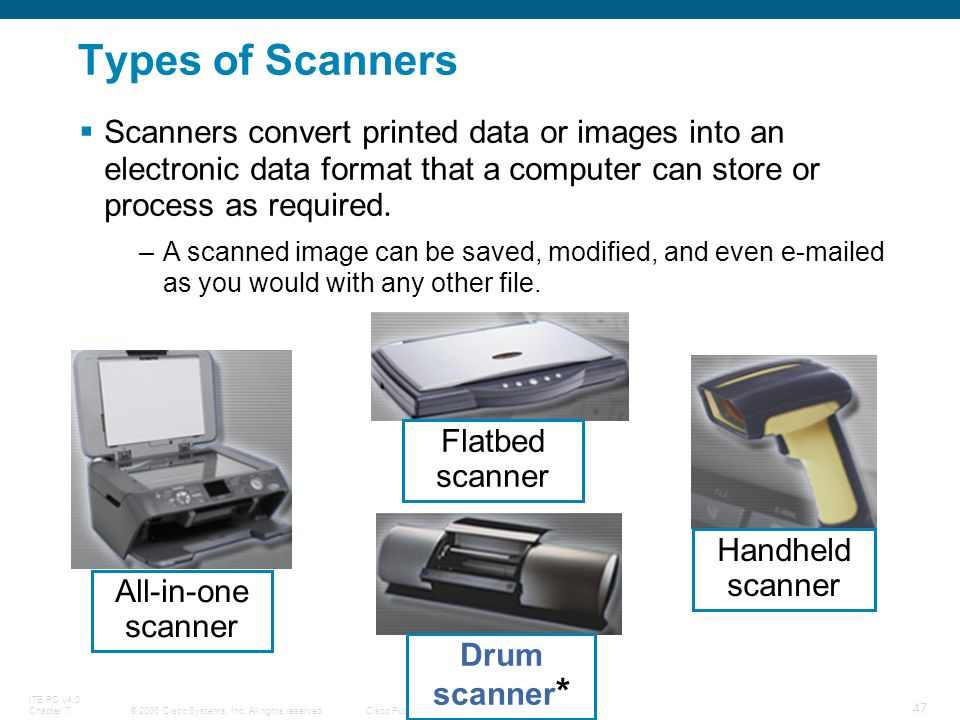 Types of Scanners
▪ Scanners convert printed data or images into an
electronic data format that a computer can store or
process as required.
– A scanned image can be saved, modified, and even e-mailed
as you would with any other file.
Flatbed
scanner
Handheld
scanner
All-in-one
scanner
Drum
scanner*
ITE PC v4.0
Chapter 7
© 2006 Cisco Systems, Inc. All rights reserved.
Cisco
47